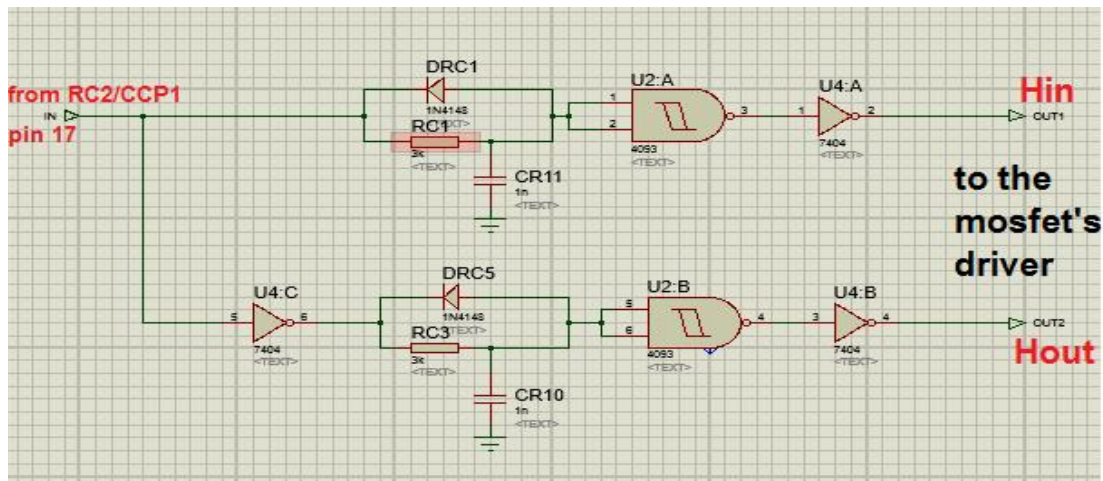 from RC2/CCP1
IN
pin 17
DRC1
1N4148
<TEXT>
RC1
3k
<TEXT>
CR11
1n
<TEXT>
U2:A
1
2
3
4093
<TEXT>
U4:A
1
2
7404
<TEXT>
Hin
OUT1
to the
mosfet's
driver
U4:C
5
6
7404
<TEXT>
DRC5
1N4148
<TEXT>
RC3
3k
<TEXT>
CR10
1n
<TEXT>
U2:B
5
6
4
4093
<TEXT>
U4:B
3
4
7404
<TEXT>
OUT2
Hout